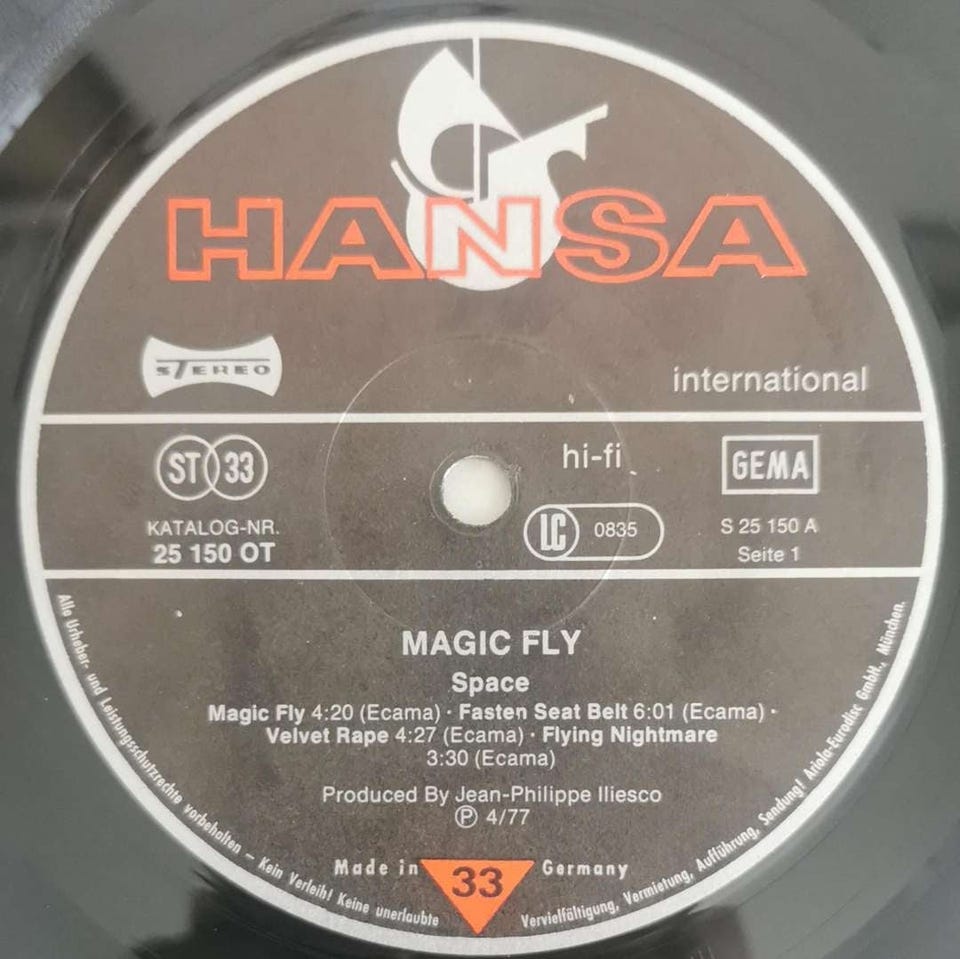 HANSA
STEREO
international
ST 33
hi-fi
GEMA
KATALOG-NR.
25 150 OT
LC 0835
S 25 150 A
Seite 1
MAGIC FLY
Space
Magic Fly 4:20 (Ecama) · Fasten Seat Belt 6:01 (Ecama) ·
Velvet Rape 4:27 (Ecama) · Flying Nightmare
3:30 (Ecama)
Produced By Jean-Philippe Iliesco
Ⓟ 4/77
Made in 33 Germany
Alle Urheber- und Leistungsschutzrechte vorbehalten – Kein Verleih! Keine unerlaubte Vervielfältigung, Vermietung, Aufführung, Sendung! Ariola-Eurodisc GmbH., München.